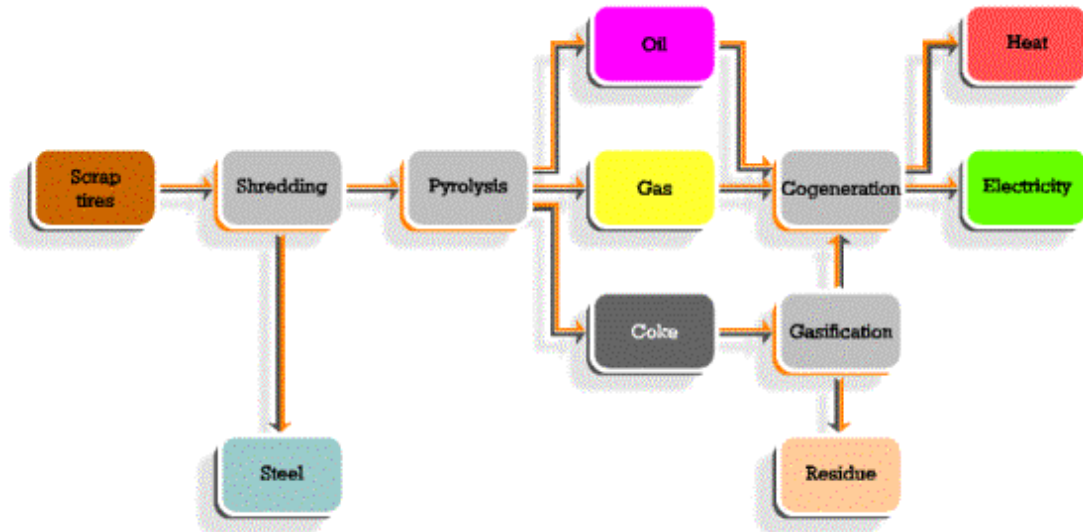 Oil
Heat
Scrap
tires
Shredding
Pyrolysis
Gas
Cogeneration
Electricity
Coke
Gasification
Steel
Residue